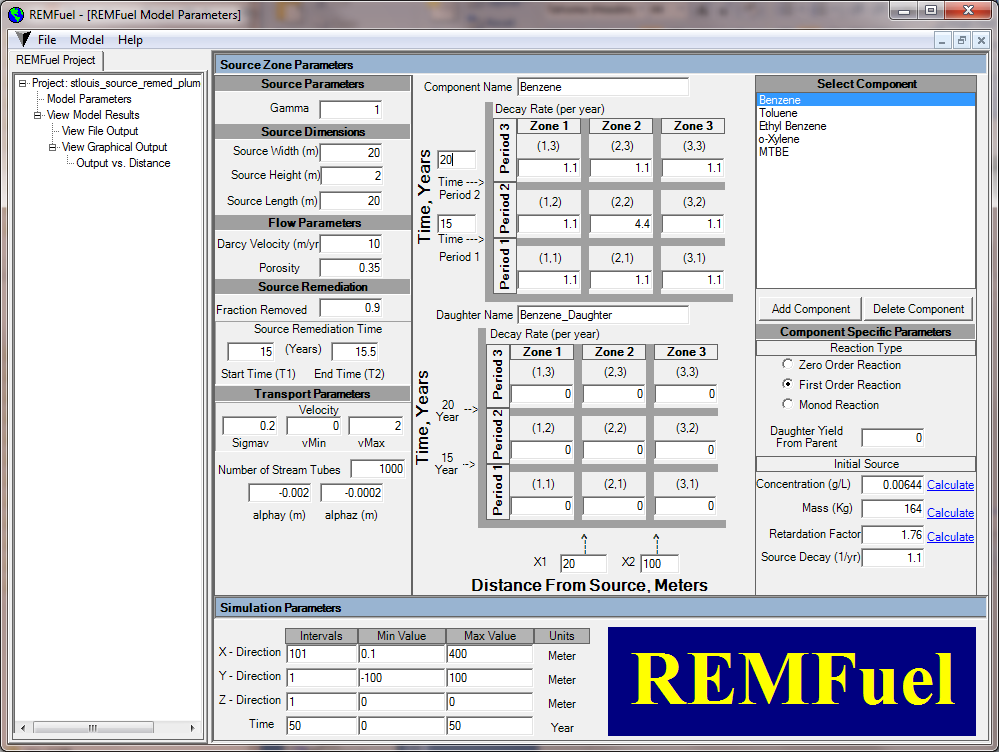 REMFuel - [REMFuel Model Parameters]
File Model Help
REMFuel Project
Project: stlouis_source_remed_plum
Model Parameters
View Model Results
View File Output
View Graphical Output
Output vs. Distance
Source Zone Parameters
Source Parameters
Gamma 1
Source Dimensions
Source Width (m) 20
Source Height (m) 2
Source Length (m) 20
Flow Parameters
Darcy Velocity (m/yr 10
Porosity 0.35
Source Remediation
Fraction Removed 0.9
Source Remediation Time
15 (Years) 15.5
Start Time (T1) End Time (T2)
Transport Parameters
Velocity
0.2 0 2
Sigmav vMin vMax
Number of Stream Tubes 1000
-0.002 -0.0002
alphay (m) alphaz (m)
Component Name Benzene
Decay Rate (per year)
Zone 1 Zone 2 Zone 3
Time, Years
Period 3
(1,3) (2,3) (3,3)
20
1.1 1.1 1.1
Time --->
Period 2
Period 2
(1,2) (2,2) (3,2)
15
1.1 4.4 1.1
Time --->
Period 1
Period 1
(1,1) (2,1) (3,1)
1.1 1.1 1.1
Daughter Name Benzene_Daughter
Decay Rate (per year)
Zone 1 Zone 2 Zone 3
Time, Years
Period 3
(1,3) (2,3) (3,3)
0 0 0
20
Year -->
Period 2
(1,2) (2,2) (3,2)
0 0 0
15
Year -->
Period 1
(1,1) (2,1) (3,1)
0 0 0
X1 20 X2 100
Distance From Source, Meters
Select Component
Benzene
Toluene
Ethyl Benzene
o-Xylene
MTBE
Add Component Delete Component
Component Specific Parameters
Reaction Type
Zero Order Reaction
First Order Reaction
Monod Reaction
Daughter Yield
From Parent 0
Initial Source
Concentration (g/L) 0.00644 Calculate
Mass (Kg) 164 Calculate
Retardation Factor 1.76 Calculate
Source Decay (1/yr) 1.1
Simulation Parameters
Intervals Min Value Max Value Units
X - Direction 101 0.1 400 Meter
Y - Direction 1 -100 100 Meter
Z - Direction 1 0 0 Meter
Time 50 0 50 Year
REMFuel